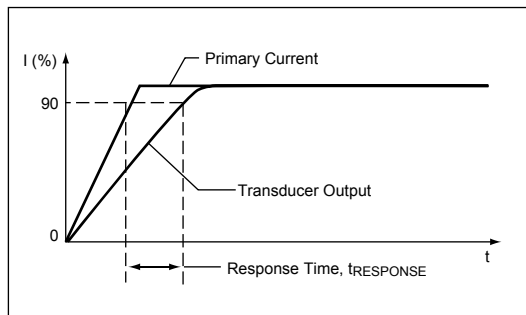 I (%)
Primary Current
90
Transducer Output
0
t
Response Time, tRESPONSE